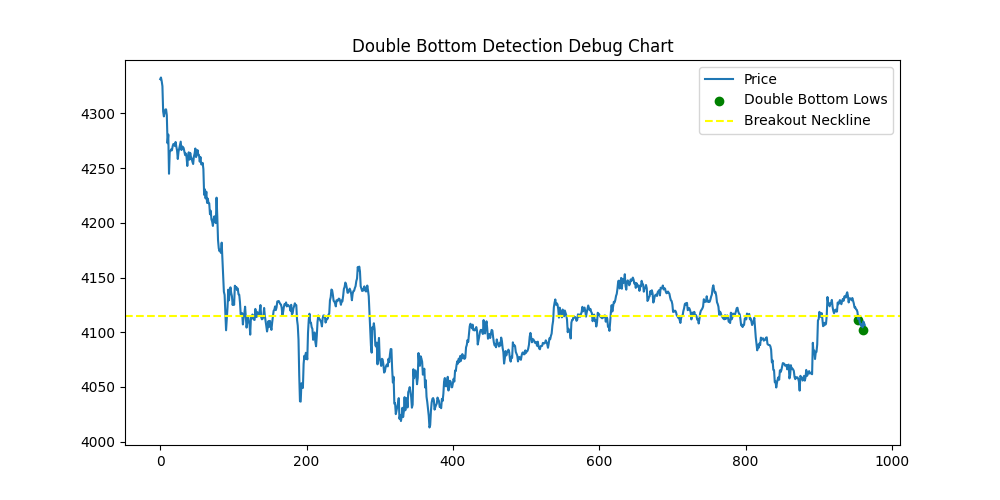 Double Bottom Detection Debug Chart
Price
Double Bottom Lows
Breakout Neckline
4300
4250
4200
4150
4100
4050
4000
0 200 400 600 800 1000